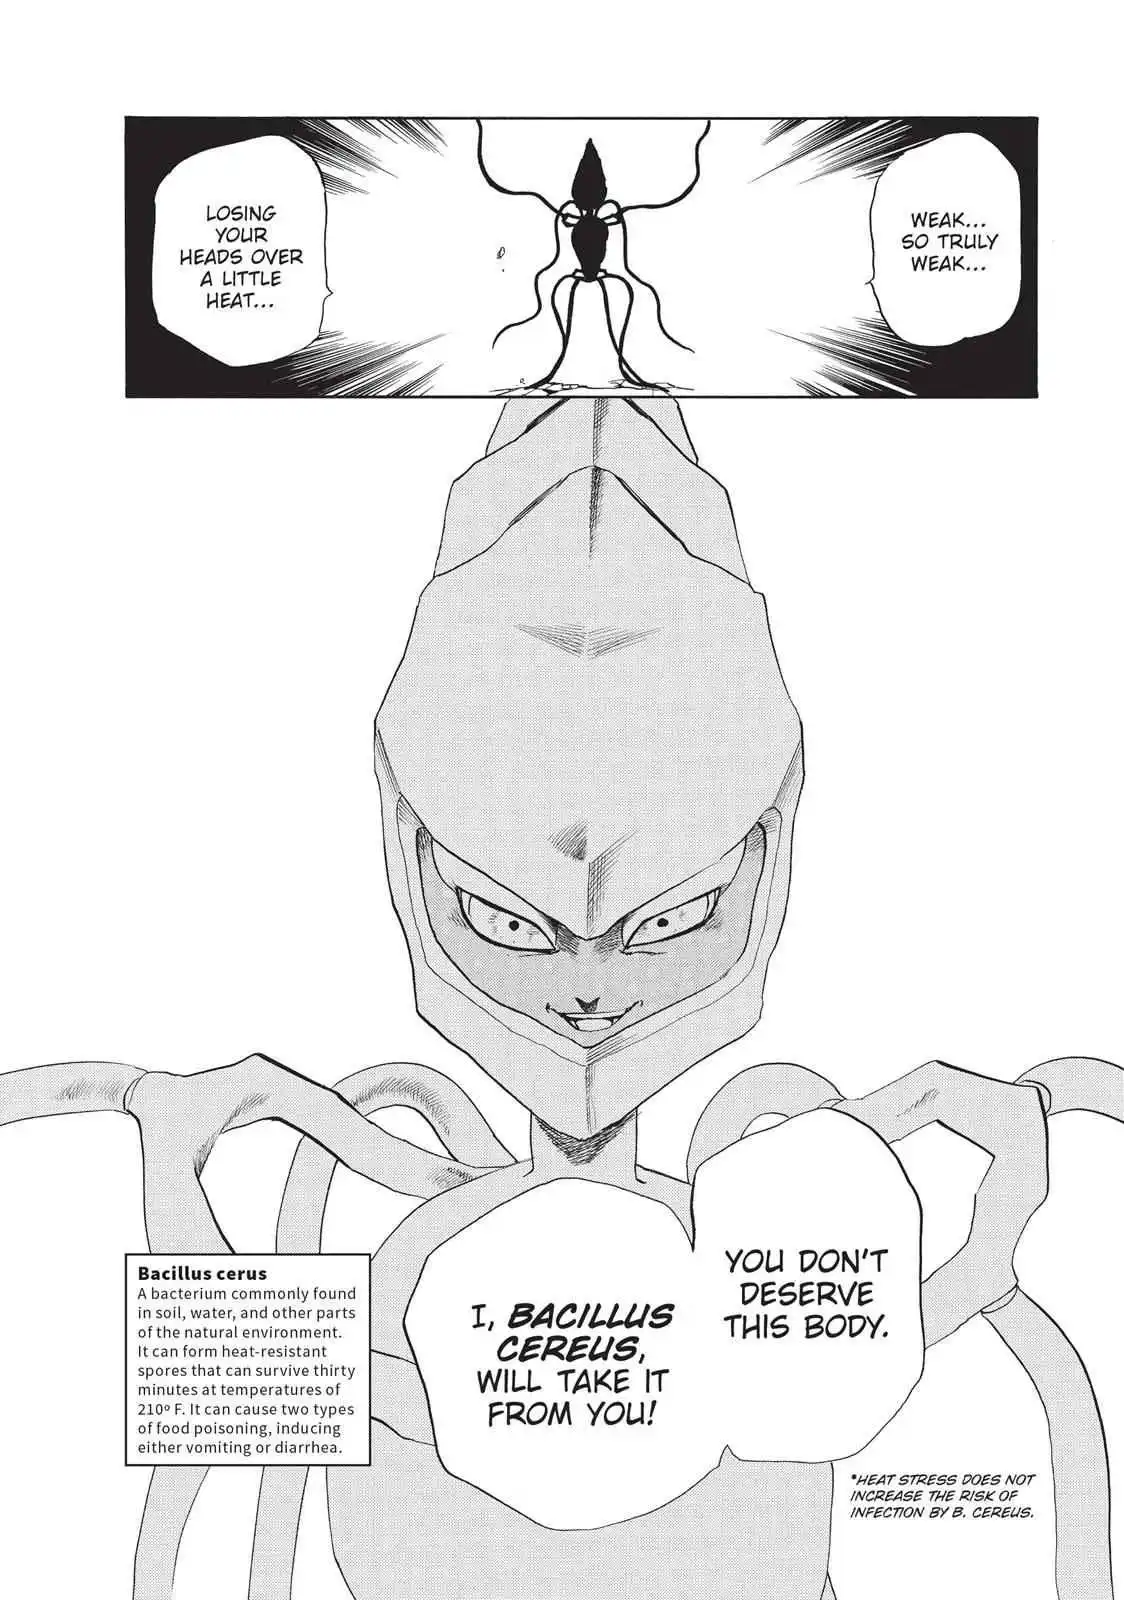 WEAK...
SO TRULY
WEAK...
LOSING
YOUR
HEADS OVER
A LITTLE
HEAT...
YOU DON'T
DESERVE
THIS BODY.
I, BACILLUS
CEREUS,
WILL TAKE IT
FROM YOU!
Bacillus cerus
A bacterium commonly found
in soil, water, and other parts
of the natural environment.
It can form heat-resistant
spores that can survive thirty
minutes at temperatures of
210º F. It can cause two types
of food poisoning, inducing
either vomiting or diarrhea.
*HEAT STRESS DOES NOT
INCREASE THE RISK OF
INFECTION BY B. CEREUS.